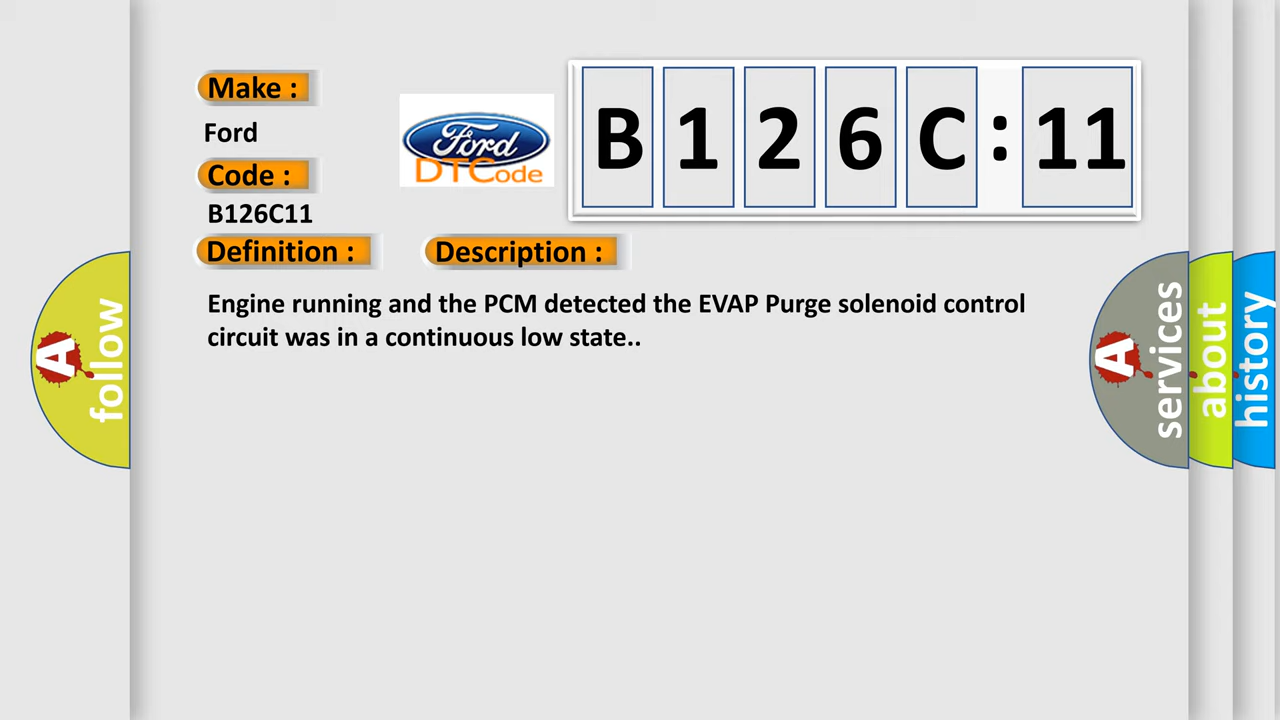 Make :
Ford
Code :
B126C11
Definition :
Description :
Engine running and the PCM detected the EVAP Purge solenoid control
circuit was in a continuous low state..
Ford
DTCode
B 1 2 6 C : 11
A follow
A services
about
history